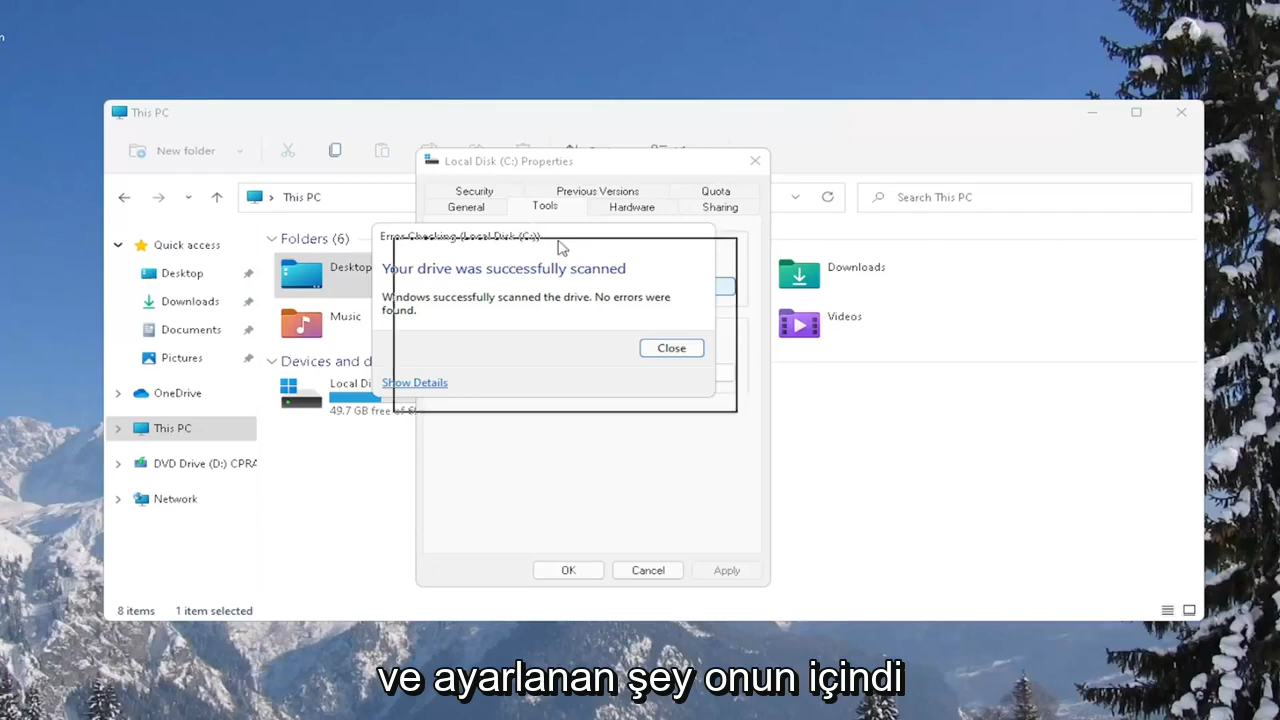 n
This PC
New folder
Local Disk (C:) Properties
This PC
Search This PC
Security
Previous Versions
Quota
General
Tools
Hardware
Sharing
Quick access
Desktop
Downloads
Documents
Pictures
OneDrive
This PC
DVD Drive (D:) CPRA
Network
Folders (6)
Desktop
Downloads
Music
Videos
Devices and d
Local Di
49.7 GB free of 6
Error Checking (Local Disk (C:))
Your drive was successfully scanned
Windows successfully scanned the drive. No errors were
found.
Close
Show Details
OK
Cancel
Apply
8 items
1 item selected
ve ayarlanan şey onun içindi